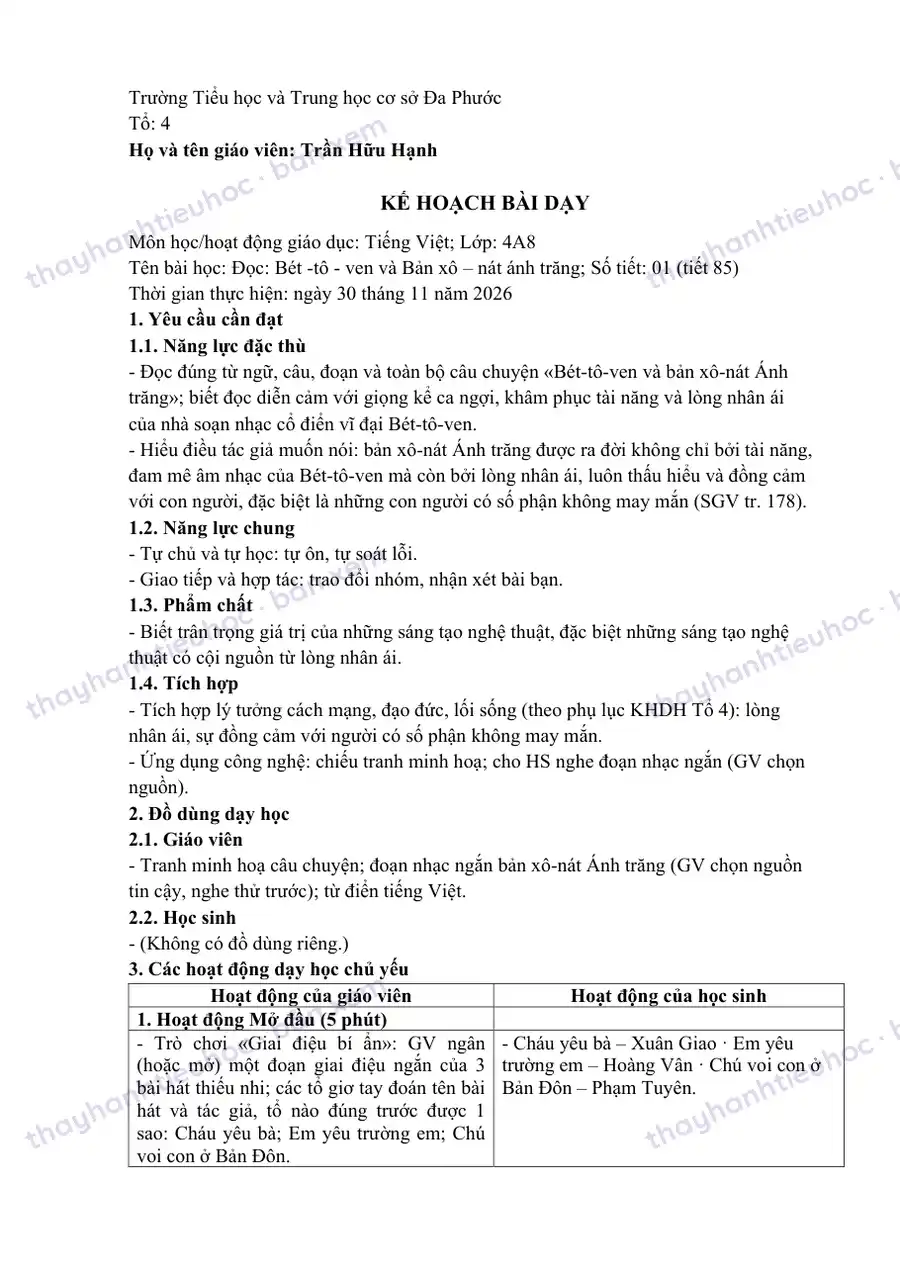 Trường Tiểu học và Trung học cơ sở Đa Phước
Tổ: 4
Họ và tên giáo viên: Trần Hữu Hạnh
KẾ HOẠCH BÀI DẠY
Môn học/hoạt động giáo dục: Tiếng Việt; Lớp: 4A8
Tên bài học: Đọc: Bét -tô - ven và Bản xô – nát ánh trăng; Số tiết: 01 (tiết 85)
Thời gian thực hiện: ngày 30 tháng 11 năm 2026
1. Yêu cầu cần đạt
1.1. Năng lực đặc thù
- Đọc đúng từ ngữ, câu, đoạn và toàn bộ câu chuyện «Bét-tô-ven và bản xô-nát Ánh
trăng»; biết đọc diễn cảm với giọng kể ca ngợi, khâm phục tài năng và lòng nhân ái
của nhà soạn nhạc cổ điển vĩ đại Bét-tô-ven.
- Hiểu điều tác giả muốn nói: bản xô-nát Ánh trăng được ra đời không chỉ bởi tài năng,
đam mê âm nhạc của Bét-tô-ven mà còn bởi lòng nhân ái, luôn thấu hiểu và đồng cảm
với con người, đặc biệt là những con người có số phận không may mắn (SGV tr. 178).
1.2. Năng lực chung
- Tự chủ và tự học: tự ôn, tự soát lỗi.
- Giao tiếp và hợp tác: trao đổi nhóm, nhận xét bài bạn.
1.3. Phẩm chất
- Biết trân trọng giá trị của những sáng tạo nghệ thuật, đặc biệt những sáng tạo nghệ
thuật có cội nguồn từ lòng nhân ái.
1.4. Tích hợp
- Tích hợp lý tưởng cách mạng, đạo đức, lối sống (theo phụ lục KHDH Tổ 4): lòng
nhân ái, sự đồng cảm với người có số phận không may mắn.
- Ứng dụng công nghệ: chiếu tranh minh hoạ; cho HS nghe đoạn nhạc ngắn (GV chọn
nguồn).
2. Đồ dùng dạy học
2.1. Giáo viên
- Tranh minh hoạ câu chuyện; đoạn nhạc ngắn bản xô-nát Ánh trăng (GV chọn nguồn
tin cậy, nghe thử trước); từ điển tiếng Việt.
2.2. Học sinh
- (Không có đồ dùng riêng.)
3. Các hoạt động dạy học chủ yếu
Hoạt động của giáo viên
Hoạt động của học sinh
1. Hoạt động Mở đầu (5 phút)
- Trò chơi «Giai điệu bí ẩn»: GV ngân
(hoặc mở) một đoạn giai điệu ngắn của 3
bài hát thiếu nhi; các tổ giơ tay đoán tên bài
hát và tác giả, tổ nào đúng trước được 1
sao: Cháu yêu bà; Em yêu trường em; Chú
voi con ở Bản Đôn.
- Cháu yêu bà – Xuân Giao · Em yêu
trường em – Hoàng Vân · Chú voi con ở
Bản Đôn – Phạm Tuyên.
thayhanhtieuhoc · bản xem
thayhanhtieuhoc · b
thayhanhtieuhoc · bản xem
thayhanhtieuhoc · b
thayhanhtieuhoc · bản xem
thayhanhtieuhoc · b